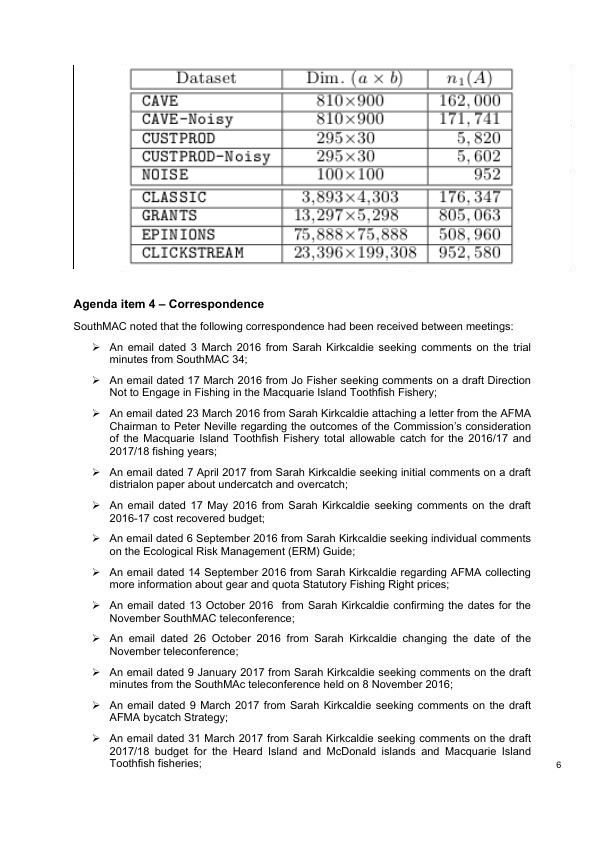 Dataset Dim. (a × b) n₁(A)
CAVE 810×900 162,000
CAVE-Noisy 810×900 171,741
CUSTPROD 295×30 5,820
CUSTPROD-Noisy 295×30 5,602
NOISE 100×100 952
CLASSIC 3,893×4,303 176,347
GRANTS 13,297×5,298 805,063
EPINIONS 75,888×75,888 508,960
CLICKSTREAM 23,396×199,308 952,580
Agenda item 4 – Correspondence
SouthMAC noted that the following correspondence had been received between meetings:
➢ An email dated 3 March 2016 from Sarah Kirkcaldie seeking comments on the trial
minutes from SouthMAC 34;
➢ An email dated 17 March 2016 from Jo Fisher seeking comments on a draft Direction
Not to Engage in Fishing in the Macquarie Island Toothfish Fishery;
➢ An email dated 23 March 2016 from Sarah Kirkcaldie attaching a letter from the AFMA
Chairman to Peter Neville regarding the outcomes of the Commission's consideration
of the Macquarie Island Toothfish Fishery total allowable catch for the 2016/17 and
2017/18 fishing years;
➢ An email dated 7 April 2017 from Sarah Kirkcaldie seeking initial comments on a draft
distrialon paper about undercatch and overcatch;
➢ An email dated 17 May 2016 from Sarah Kirkcaldie seeking comments on the draft
2016-17 cost recovered budget;
➢ An email dated 6 September 2016 from Sarah Kirkcaldie seeking individual comments
on the Ecological Risk Management (ERM) Guide;
➢ An email dated 14 September 2016 from Sarah Kirkcaldie regarding AFMA collecting
more information about gear and quota Statutory Fishing Right prices;
➢ An email dated 13 October 2016 from Sarah Kirkcaldie confirming the dates for the
November SouthMAC teleconference;
➢ An email dated 26 October 2016 from Sarah Kirkcaldie changing the date of the
November teleconference;
➢ An email dated 9 January 2017 from Sarah Kirkcaldie seeking comments on the draft
minutes from the SouthMAc teleconference held on 8 November 2016;
➢ An email dated 9 March 2017 from Sarah Kirkcaldie seeking comments on the draft
AFMA bycatch Strategy;
➢ An email dated 31 March 2017 from Sarah Kirkcaldie seeking comments on the draft
2017/18 budget for the Heard Island and McDonald islands and Macquarie Island
Toothfish fisheries;
6